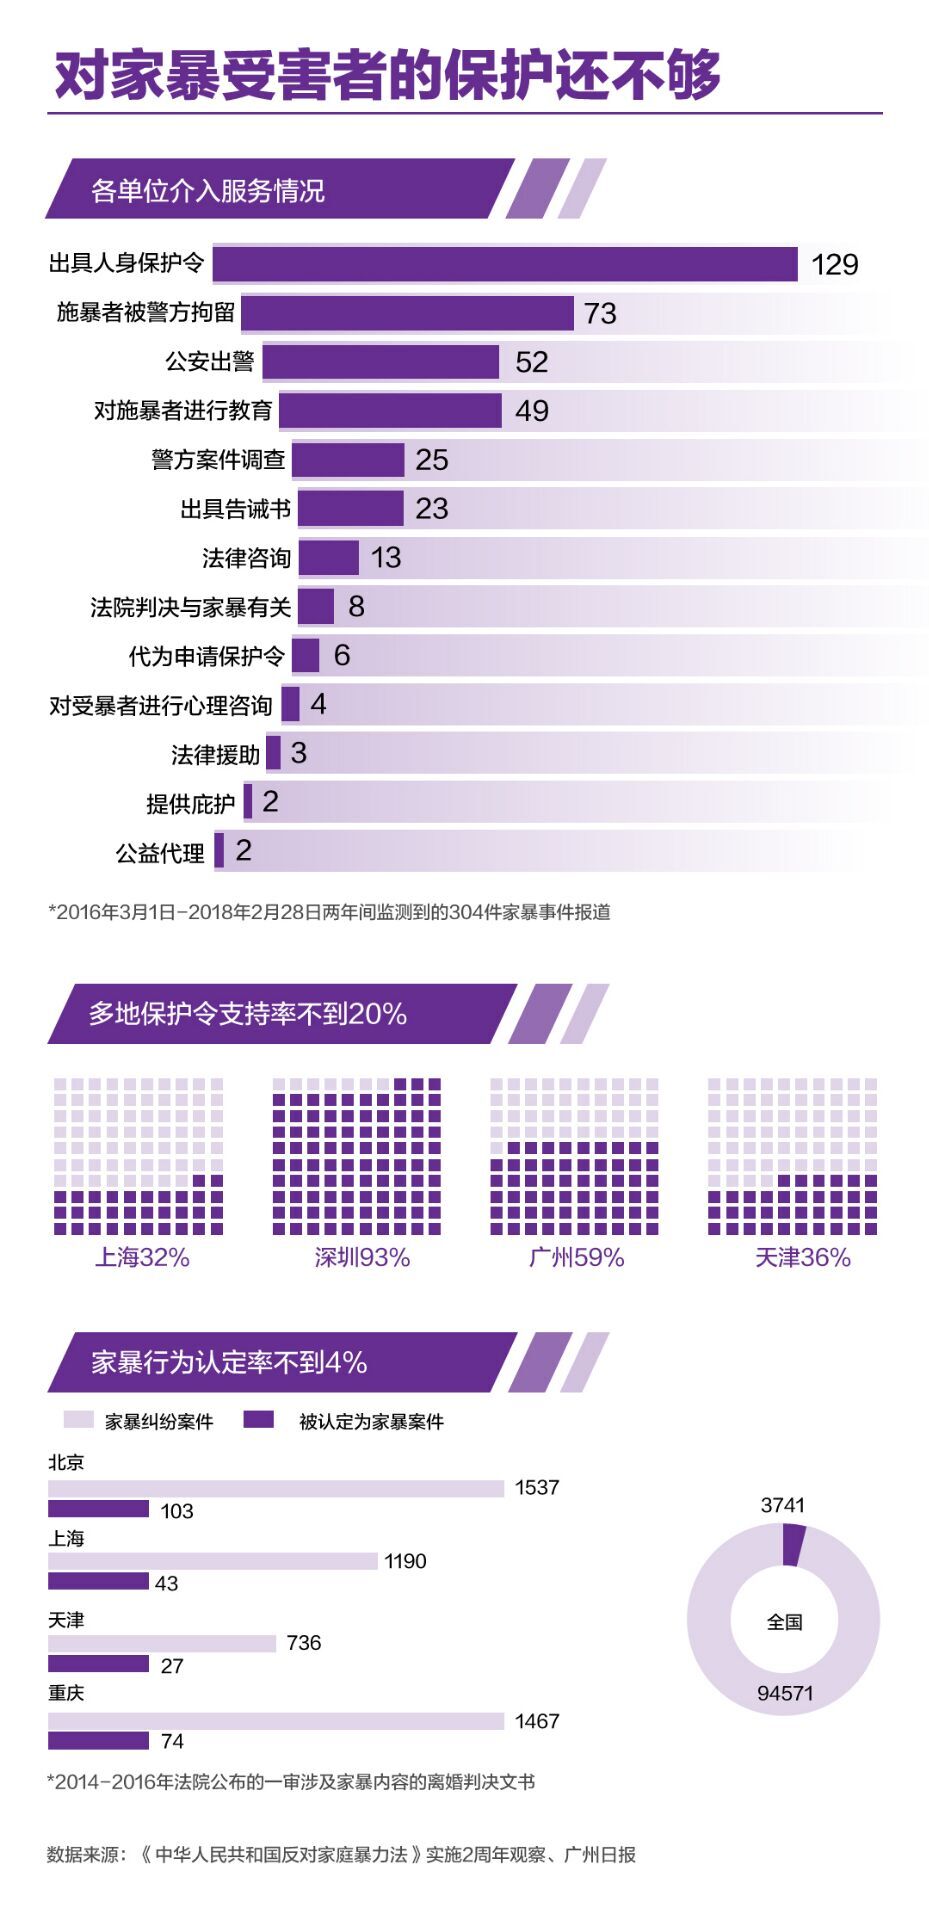 对家暴受害者的保护还不够
各单位介入服务情况
出具人身保护令 129
施暴者被警方拘留 73
公安出警 52
对施暴者进行教育 49
警方案件调查 25
出具告诫书 23
法律咨询 13
法院判决与家暴有关 8
代为申请保护令 6
对受暴者进行心理咨询 4
法律援助 3
提供庇护 2
公益代理 2
*2016年3月1日-2018年2月28日两年间监测到的304件家暴事件报道
多地保护令支持率不到20%
上海32% 深圳93% 广州59% 天津36%
家暴行为认定率不到4%
家暴纠纷案件 被认定为家暴案件
北京
1537
103
上海
1190
43
天津
736
27
重庆
1467
74
3741
全国
94571
*2014-2016年法院公布的一审涉及家暴内容的离婚判决文书
数据来源：《中华人民共和国反对家庭暴力法》实施2周年观察、广州日报